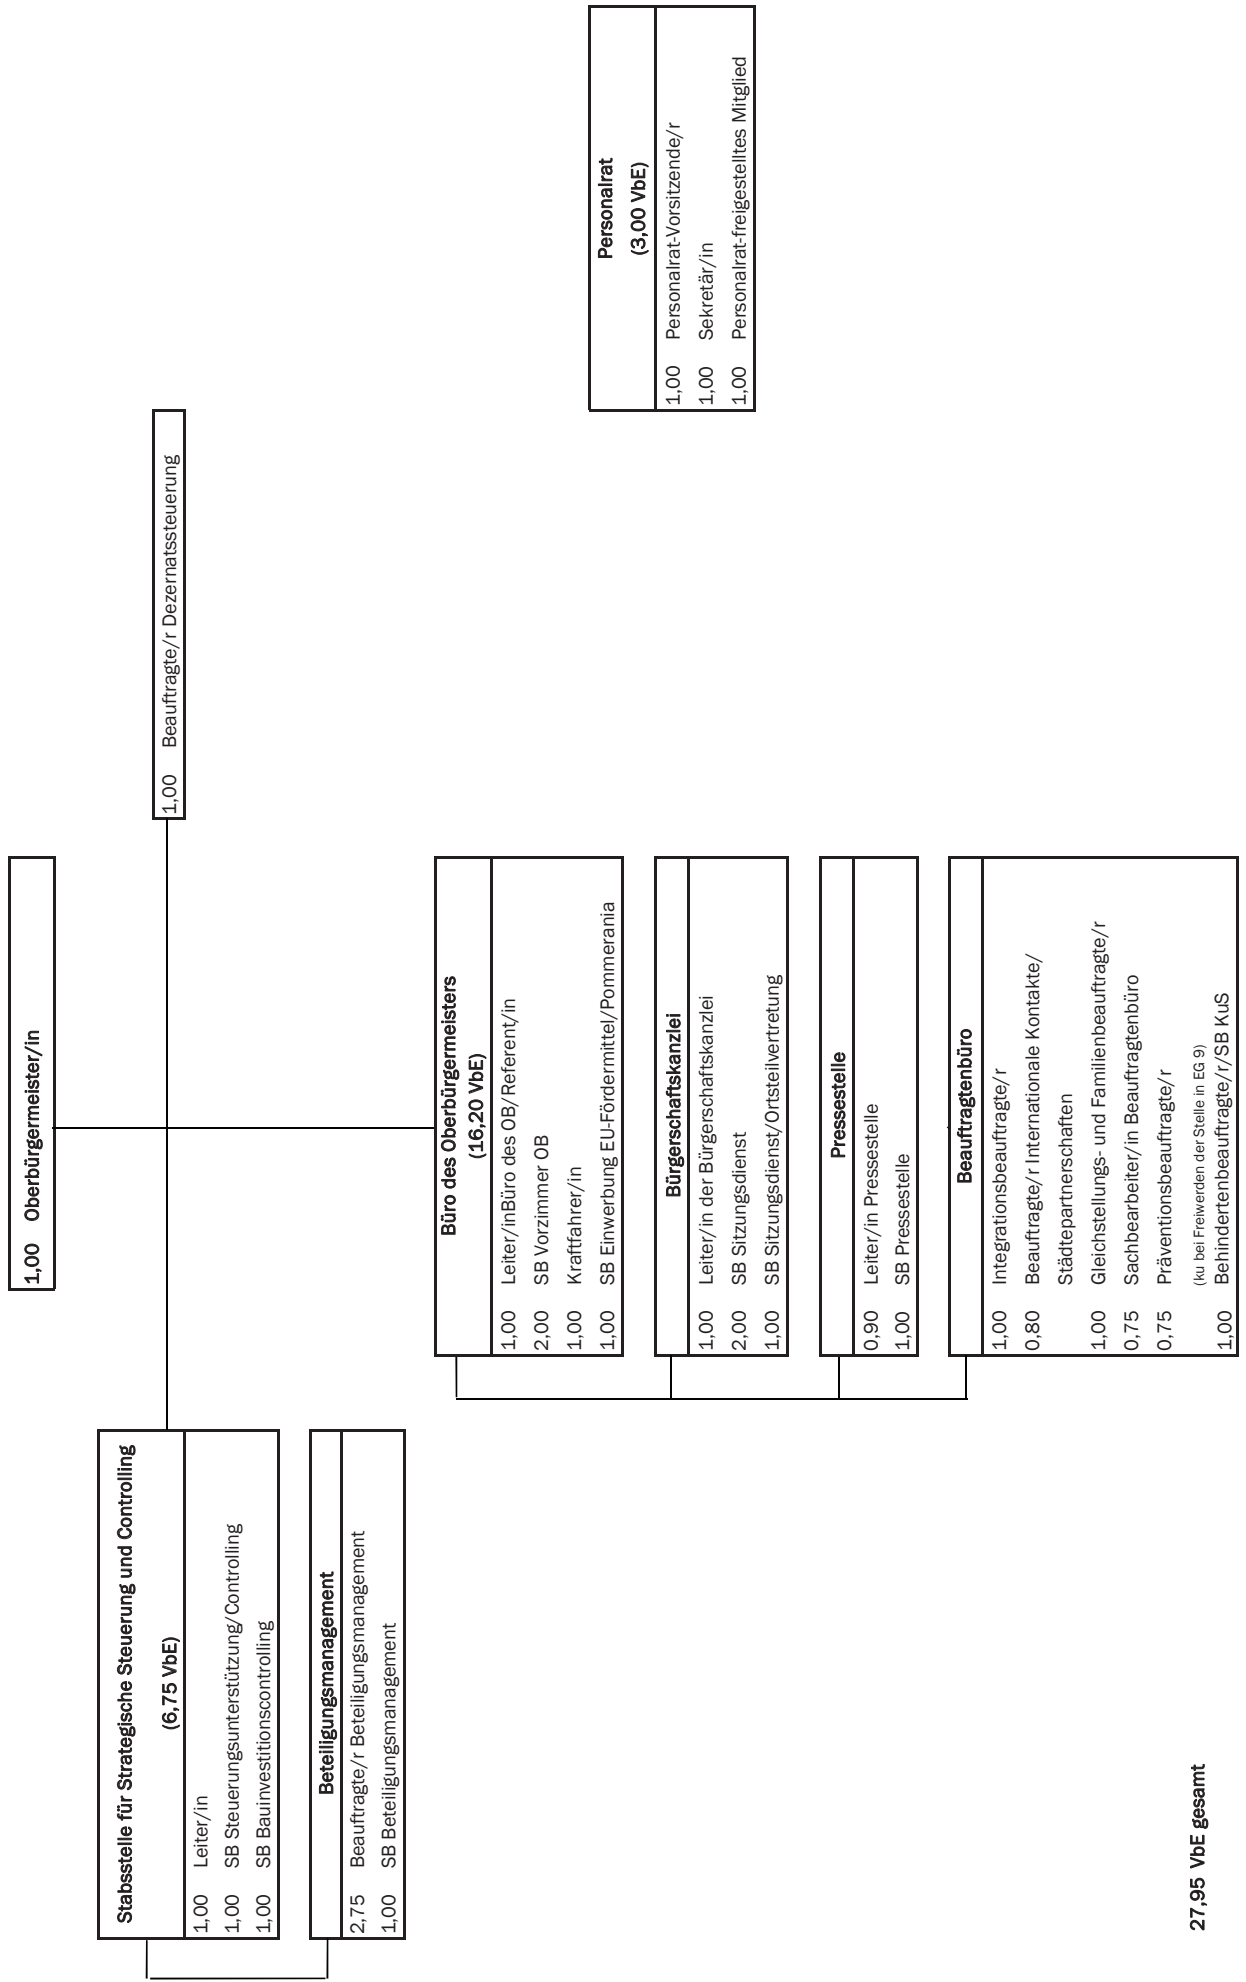 1,00 Oberbürgermeister/in
Stabsstelle für Strategische Steuerung und Controlling
(6,75 VbE)
1,00 Leiter/in
1,00 SB Steuerungsunterstützung/Controlling
1,00 SB Bauinvestitionscontrolling
Beteiligungsmanagement
2,75 Beauftragte/r Beteiligungsmanagement
1,00 SB Beteiligungsmanagement
1,00 Beauftragte/r Dezernatssteuerung
Büro des Oberbürgermeisters
(16,20 VbE)
1,00 Leiter/inBüro des OB/Referent/in
2,00 SB Vorzimmer OB
1,00 Kraftfahrer/in
1,00 SB Einwerbung EU-Fördermittel/Pommerania
Bürgerschaftskanzlei
1,00 Leiter/in der Bürgerschaftskanzlei
2,00 SB Sitzungsdienst
1,00 SB Sitzungsdienst/Ortsteilvertretung
Pressestelle
0,90 Leiter/in Pressestelle
1,00 SB Pressestelle
Beauftragtenbüro
1,00 Integrationsbeauftragte/r
0,80 Beauftragte/r Internationale Kontakte/
Städtepartnerschaften
1,00 Gleichstellungs- und Familienbeauftragte/r
0,75 Sachbearbeiter/in Beauftragtenbüro
0,75 Präventionsbeauftragte/r
(ku bei Freiwerden der Stelle in EG 9)
1,00 Behindertenbeauftragte/r/SB KuS
Personalrat
(3,00 VbE)
1,00 Personalrat-Vorsitzende/r
1,00 Sekretär/in
1,00 Personalrat-freigestelltes Mitglied
27,95 VbE gesamt